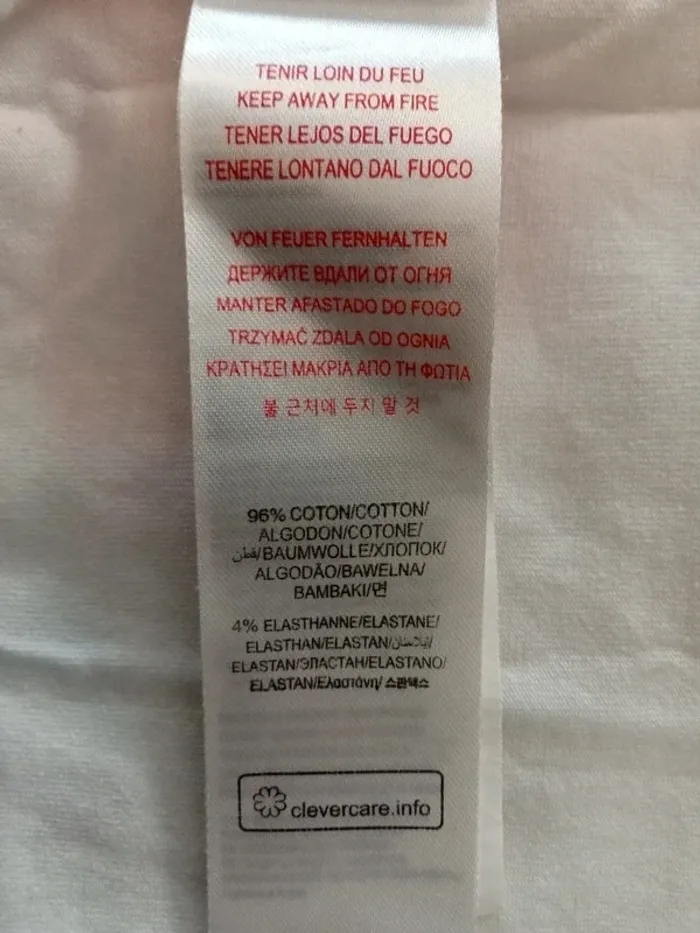 TENIR LOIN DU FEU
KEEP AWAY FROM FIRE
TENER LEJOS DEL FUEGO
TENERE LONTANO DAL FUOCO
VON FEUER FERNHALTEN
ДЕРЖИТЕ ВДАЛИ ОТ ОГНЯ
MANTER AFASTADO DO FOGO
TRZYMAĆ ZDALA OD OGNIA
ΚΡΑΤΗΣΕΙ ΜΑΚΡΙΑ ΑΠΟ ΤΗ ΦΩΤΙΑ
불 근처에 두지 말 것
96% COTON/COTTON/
ALGODON/COTONE/
قطن/BAUMWOLLE/ХЛОПОК/
ALGODÃO/BAWELNA/
BAMBAKI/면
4% ELASTHANNE/ELASTANE/
ELASTHAN/ELASTAN/إيلاستان/
ELASTAN/ЭЛАСТАН/ELASTANO/
ELASTAN/Ελαστάνη/스판덱스
clevercare.info